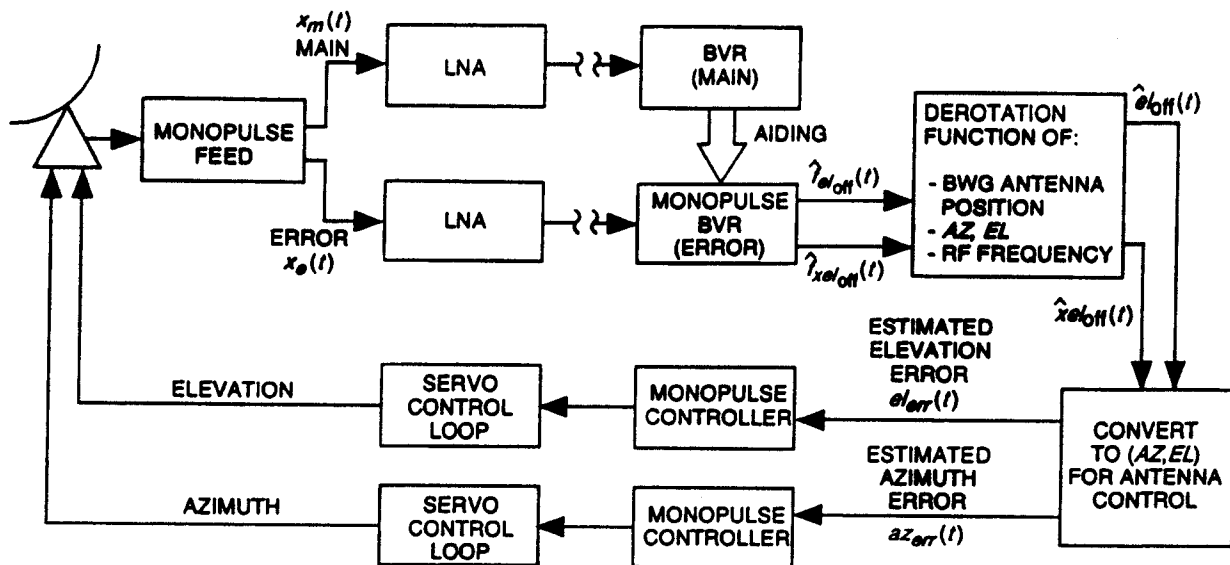 x_m(t)
MAIN
LNA
BVR
(MAIN)
MONOPULSE
FEED
AIDING
ERROR
x_e(t)
LNA
MONOPULSE
BVR
(ERROR)
γ̂_{el_off}(t)
γ̂_{xel_off}(t)
DEROTATION
FUNCTION OF:
- BWG ANTENNA
POSITION
- AZ, EL
- RF FREQUENCY
êl_off(t)
x̂el_off(t)
ELEVATION
SERVO
CONTROL
LOOP
MONOPULSE
CONTROLLER
ESTIMATED
ELEVATION
ERROR
el_err(t)
CONVERT
TO (AZ,EL)
FOR ANTENNA
CONTROL
AZIMUTH
SERVO
CONTROL
LOOP
MONOPULSE
CONTROLLER
ESTIMATED
AZIMUTH
ERROR
az_err(t)